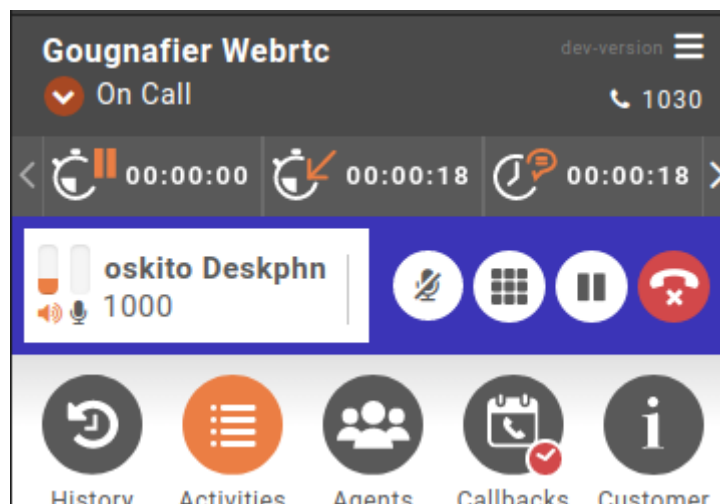 Gougnafier Webrtc
dev-version
On Call
1030
00:00:00
00:00:18
00:00:18
oskito Deskphn
1000
History
Activities
Agents
Callbacks
Customer